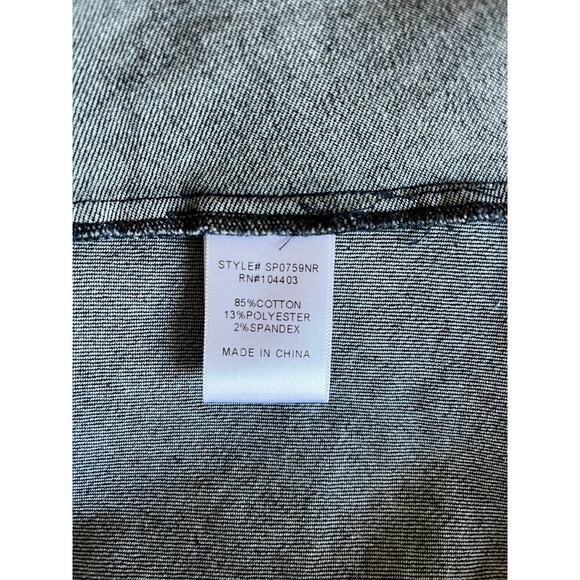 STYLE# SP0759NR
RN#104403
85%COTTON
13%POLYESTER
2%SPANDEX
MADE IN CHINA